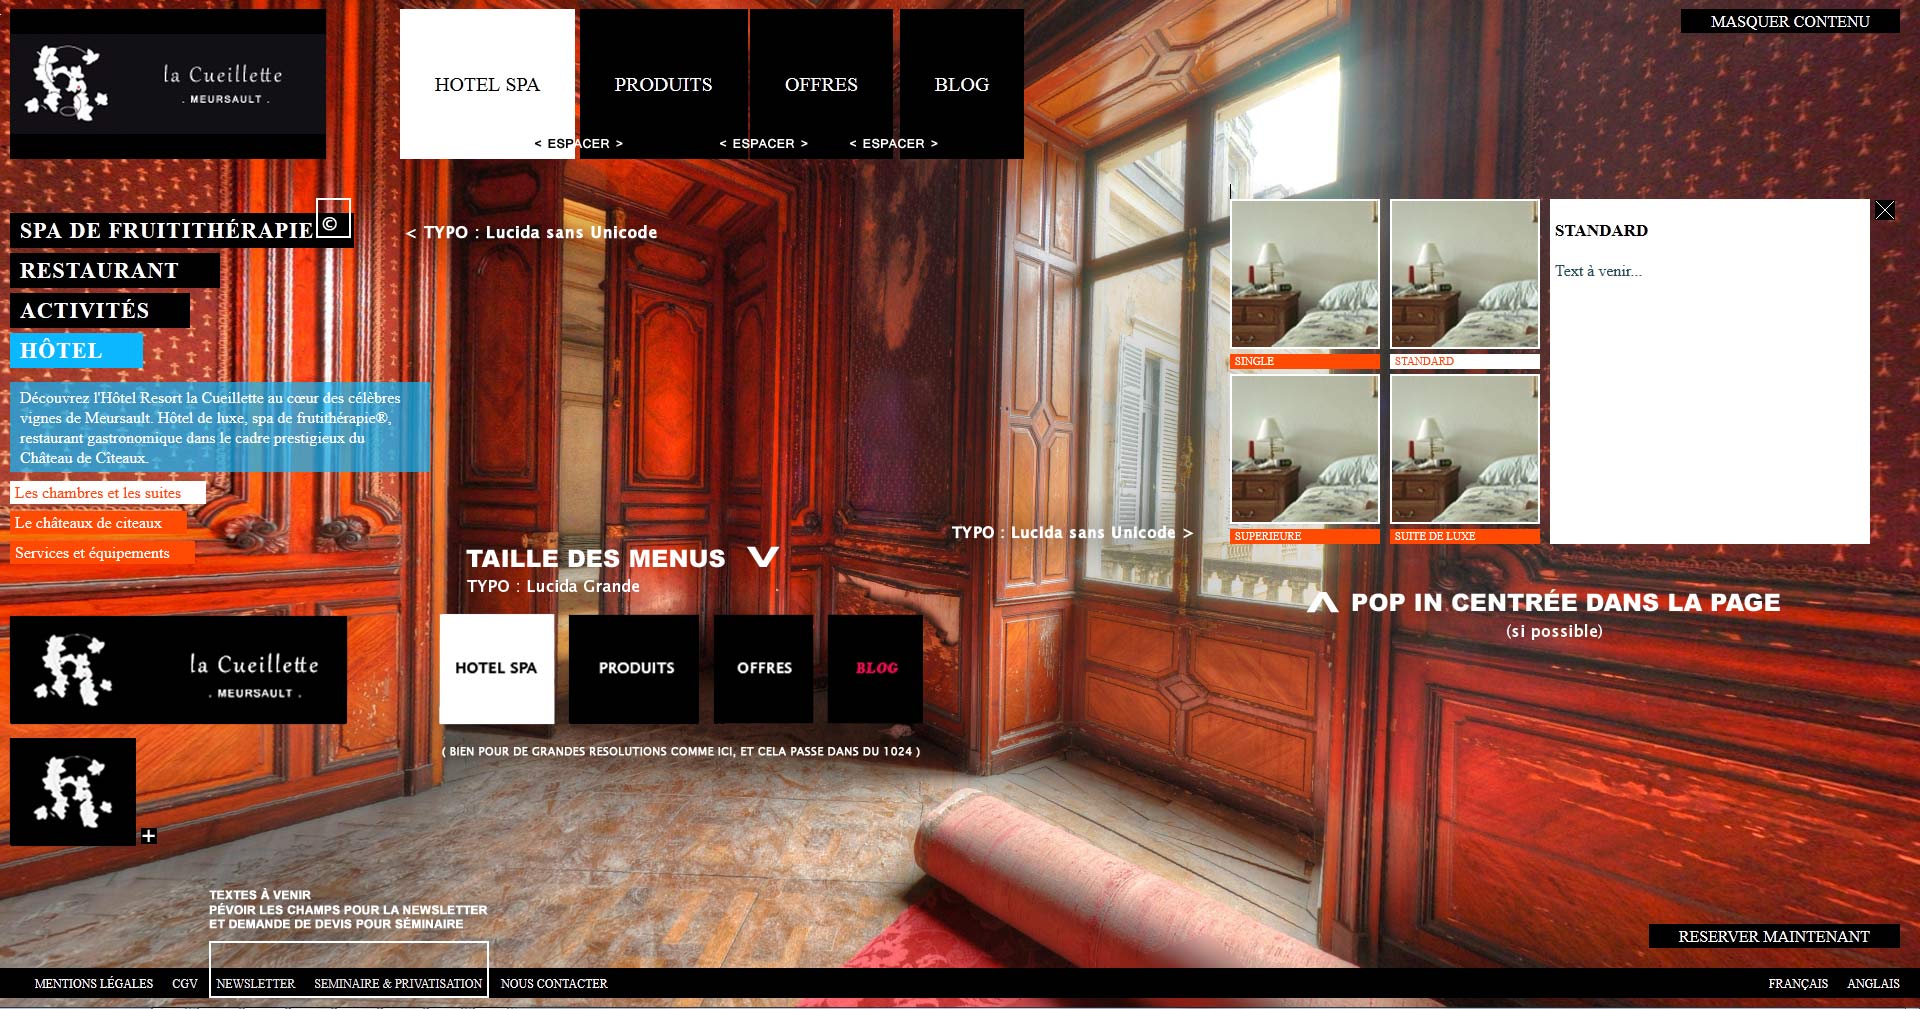 la Cueillette
. MEURSAULT .
HOTEL SPA
PRODUITS
OFFRES
BLOG
MASQUER CONTENU
< ESPACER >
< ESPACER >
< ESPACER >
SPA DE FRUITITHÉRAPIE ©
< TYPO : Lucida sans Unicode
RESTAURANT
ACTIVITÉS
HÔTEL
Découvrez l'Hôtel Resort la Cueillette au cœur des célèbres
vignes de Meursault. Hôtel de luxe, spa de frutithérapie®,
restaurant gastronomique dans le cadre prestigieux du
Château de Cîteaux.
Les chambres et les suites
Le châteaux de citeaux
Services et équipements
SINGLE
STANDARD
SUPERIEURE
SUITE DE LUXE
STANDARD
Text à venir...
TYPO : Lucida sans Unicode >
TAILLE DES MENUS V
TYPO : Lucida Grande
POP IN CENTRÉE DANS LA PAGE
(si possible)
la Cueillette
. MEURSAULT .
HOTEL SPA
PRODUITS
OFFRES
BLOG
( BIEN POUR DE GRANDES RESOLUTIONS COMME ICI, ET CELA PASSE DANS DU 1024 )
+
TEXTES À VENIR
PÉVOIR LES CHAMPS POUR LA NEWSLETTER
ET DEMANDE DE DEVIS POUR SÉMINAIRE
RESERVER MAINTENANT
MENTIONS LÉGALES
CGV
NEWSLETTER
SEMINAIRE & PRIVATISATION
NOUS CONTACTER
FRANÇAIS
ANGLAIS